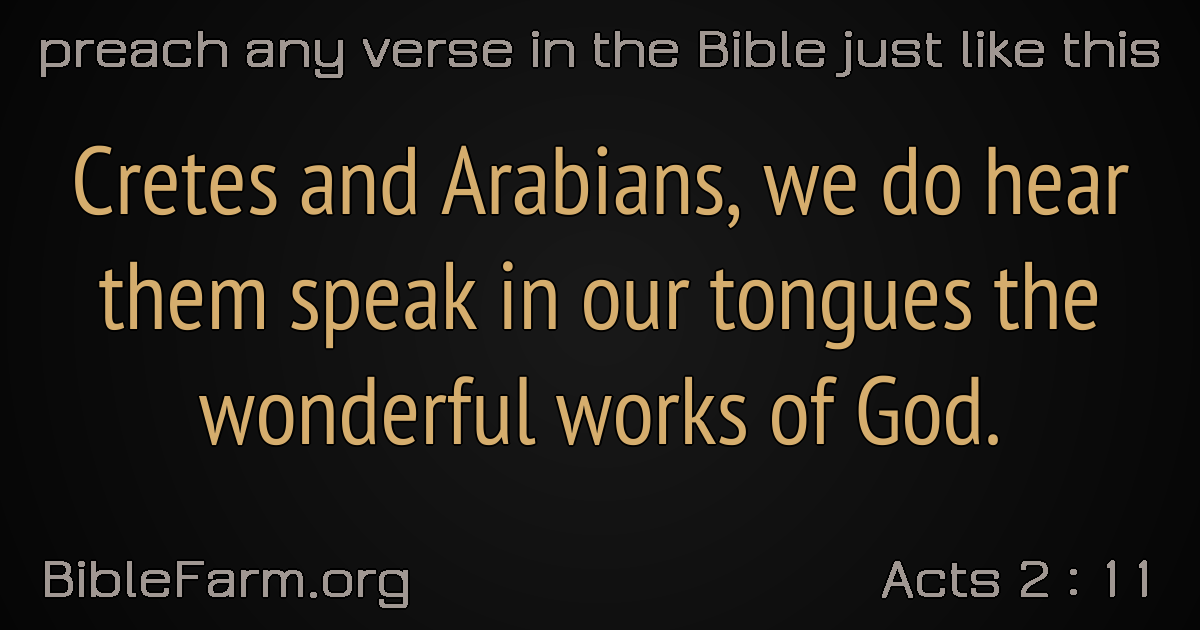 preach any verse in the Bible just like this
Cretes and Arabians, we do hear
them speak in our tongues the
wonderful works of God.
BibleFarm.org
Acts 2 : 11